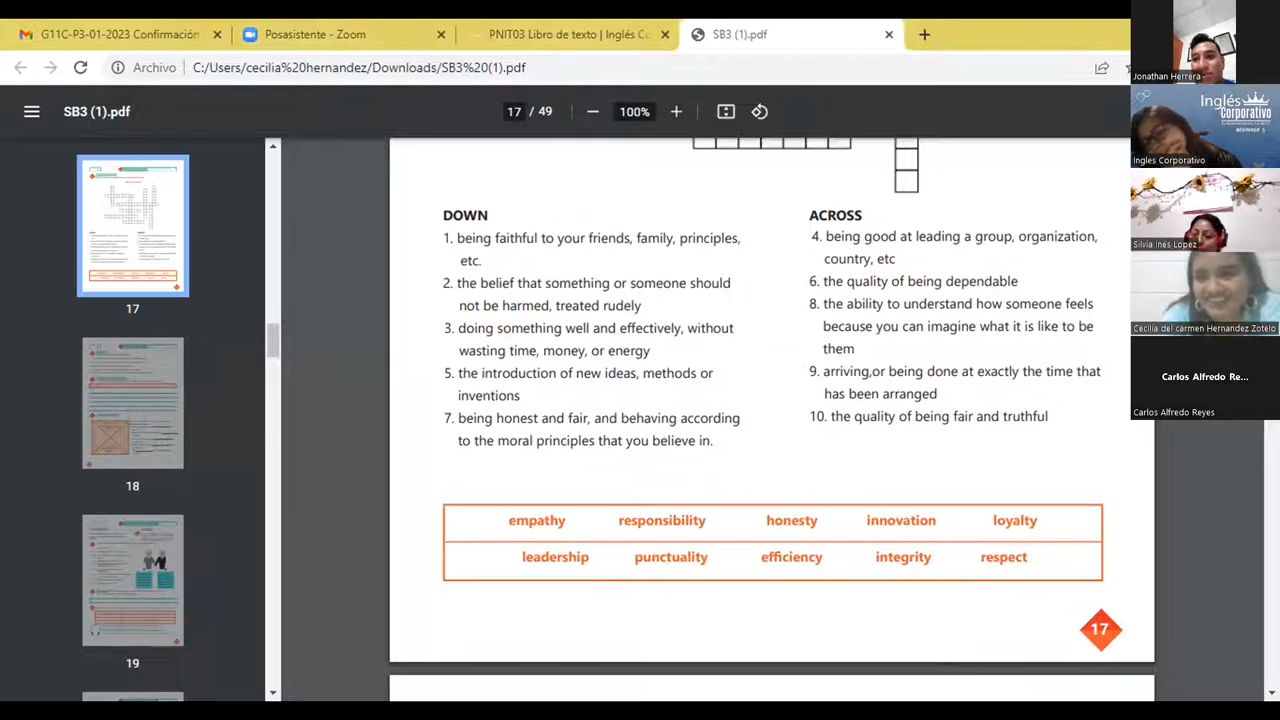 G11C-P3-01-2023 Confirmación
Posasistente - Zoom
PNIT03 Libro de texto | Inglés Co
SB3 (1).pdf
Archivo
C:/Users/cecilia%20hernandez/Downloads/SB3%20(1).pdf
SB3 (1).pdf
17 / 49
100%
17
18
19
DOWN
1. being faithful to your friends, family, principles,
etc.
2. the belief that something or someone should
not be harmed, treated rudely
3. doing something well and effectively, without
wasting time, money, or energy
5. the introduction of new ideas, methods or
inventions
7. being honest and fair, and behaving according
to the moral principles that you believe in.
ACROSS
4. being good at leading a group, organization,
country, etc
6. the quality of being dependable
8. the ability to understand how someone feels
because you can imagine what it is like to be
them
9. arriving,or being done at exactly the time that
has been arranged
10. the quality of being fair and truthful
empathy responsibility honesty innovation loyalty
leadership punctuality efficiency integrity respect
17
Jonathan Herrera
Inglés
Corporativo
BEGINNER 5
Ingles Corporativo
Silvia Inés Lopez
Cecilia del carmen Hernandez Zotelo
Carlos Alfredo Re...
Carlos Alfredo Reyes